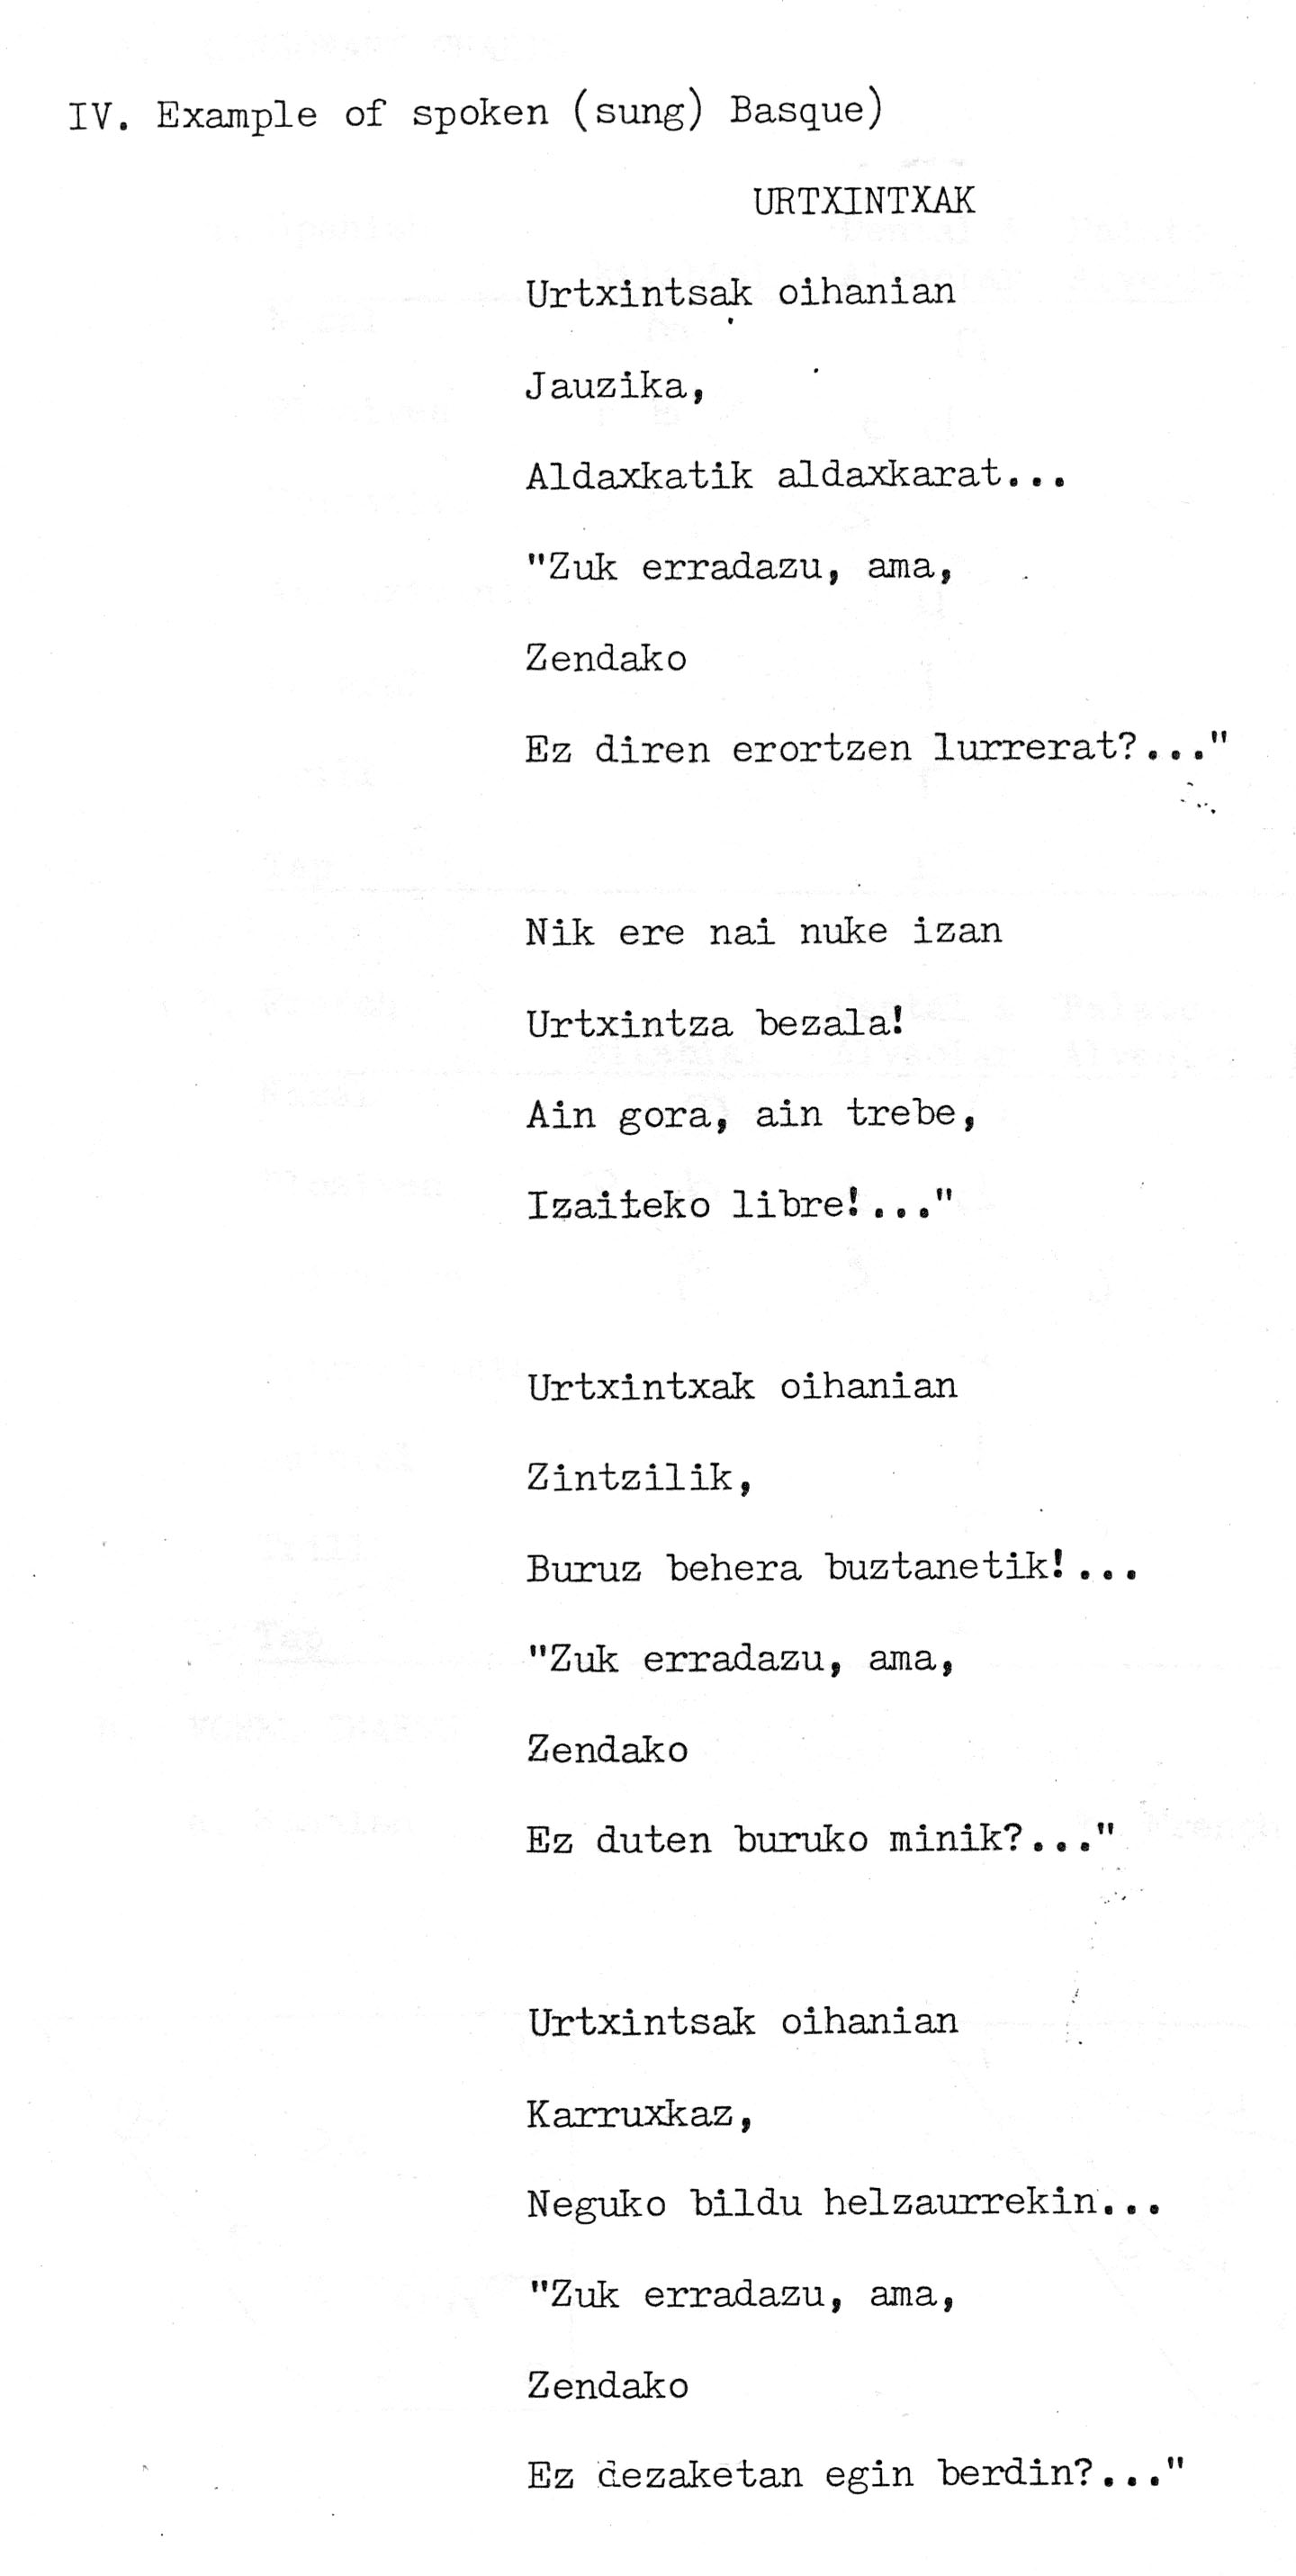 IV. Example of spoken (sung) Basque)
URTXINTXAK
Urtxintsak oihanian
Jauzika,
Aldaxkatik aldaxkarat...
"Zuk erradazu, ama,
Zendako
Ez diren erortzen lurrerat?..."
Nik ere nai nuke izan
Urtxintza bezala!
Ain gora, ain trebe,
Izaiteko libre!..."
Urtxintxak oihanian
Zintzilik,
Buruz behera buztanetik!...
"Zuk erradazu, ama,
Zendako
Ez duten buruko minik?..."
Urtxintsak oihanian
Karruxkaz,
Neguko bildu helzaurrekin...
"Zuk erradazu, ama,
Zendako
Ez dezaketan egin berdin?..."